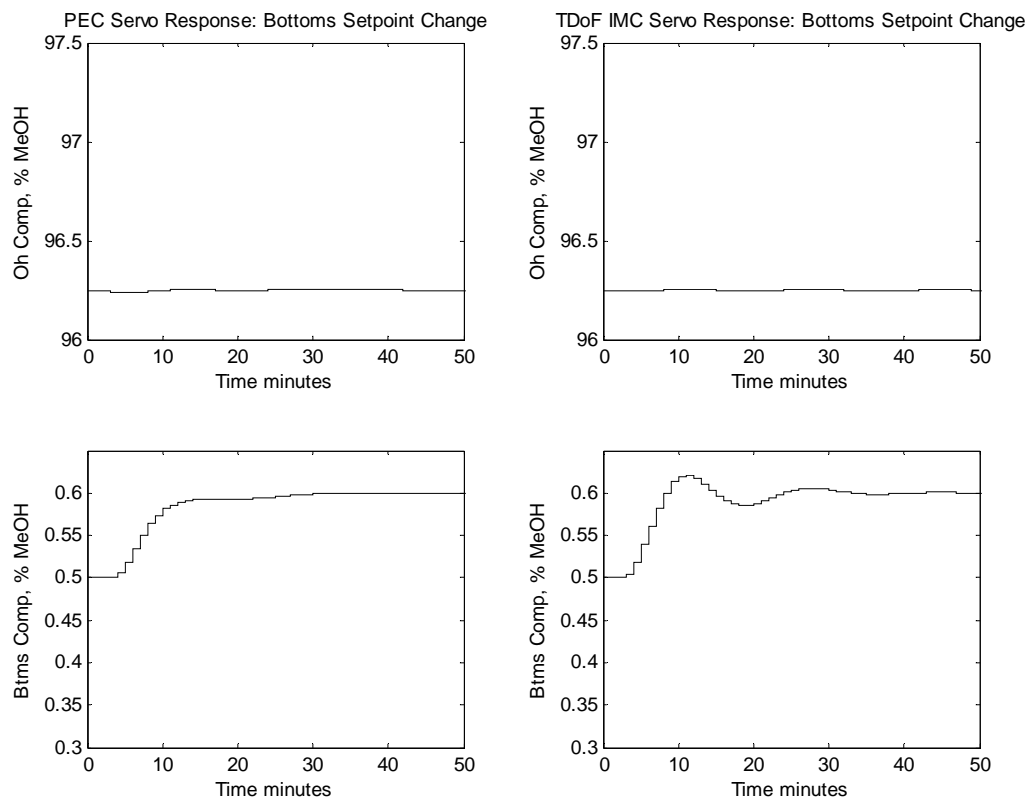 PEC Servo Response: Bottoms Setpoint Change
97.5
97
96.5
96
Oh Comp, % MeOH
0 10 20 30 40 50
Time minutes
TDoF IMC Servo Response: Bottoms Setpoint Change
97.5
97
96.5
96
Oh Comp, % MeOH
0 10 20 30 40 50
Time minutes
0.6
0.55
0.5
0.45
0.4
0.35
0.3
Btms Comp, % MeOH
0 10 20 30 40 50
Time minutes
0.6
0.55
0.5
0.45
0.4
0.35
0.3
Btms Comp, % MeOH
0 10 20 30 40 50
Time minutes